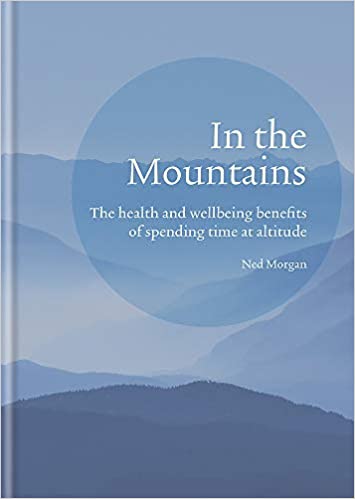 In the
Mountains
The health and wellbeing benefits
of spending time at altitude
Ned Morgan